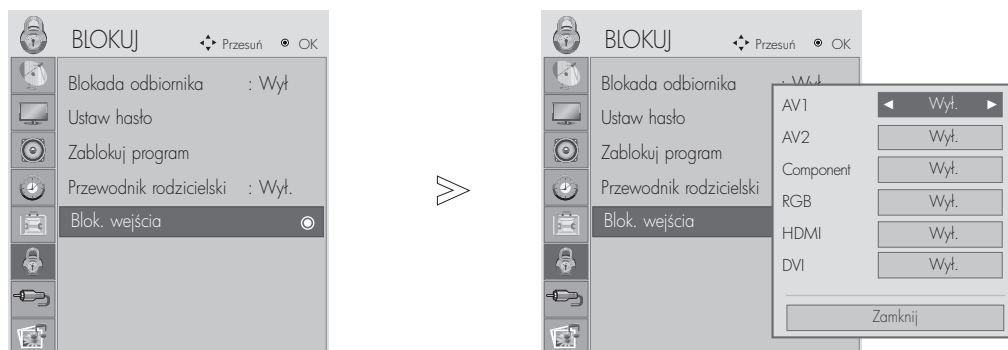 BLOKUJ Przesuń OK
Blokada odbiornika : Wył
Ustaw hasło
Zablokuj program
Przewodnik rodzicielski : Wył.
Blok. wejścia
BLOKUJ Przesuń OK
Blokada odbiornika : Wył
Ustaw hasło
Zablokuj program
Przewodnik rodzicielski
Blok. wejścia
AV1 ◄ Wył. ►
AV2 Wył.
Component Wył.
RGB Wył.
HDMI Wył.
DVI Wył.
Zamknij